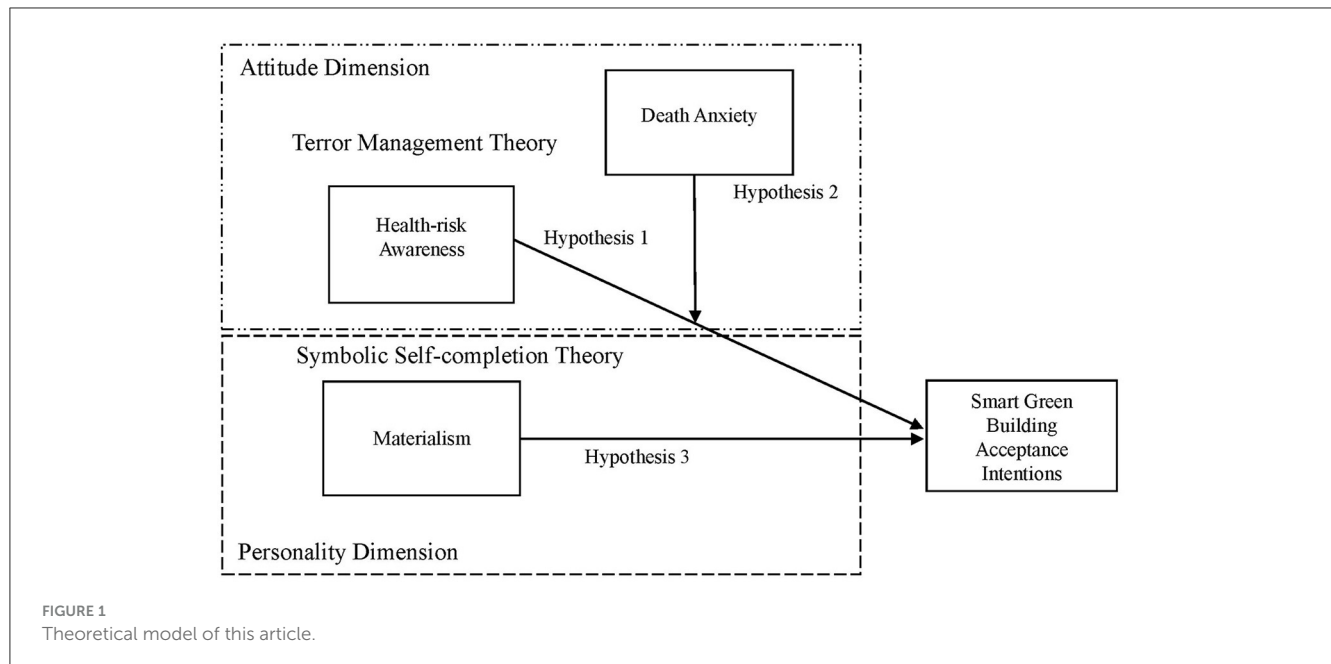 Attitude Dimension
Death Anxiety
Terror Management Theory
Hypothesis 2
Health-risk
Awareness
Hypothesis 1
Symbolic Self-completion Theory
Materialism
Hypothesis 3
Smart Green
Building
Acceptance
Intentions
Personality Dimension
FIGURE 1
Theoretical model of this article.